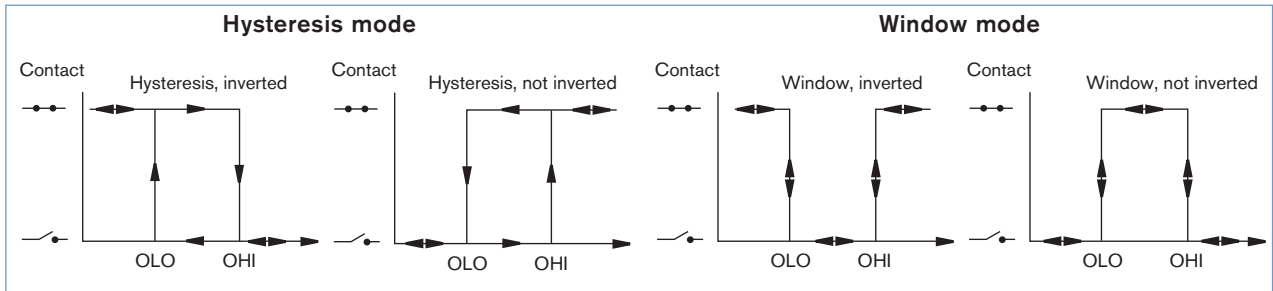 Hysteresis mode
Window mode
Contact
Hysteresis, inverted
Contact
Hysteresis, not inverted
Contact
Window, inverted
Contact
Window, not inverted
OLO
OHI
OLO
OHI
OLO
OHI
OLO
OHI